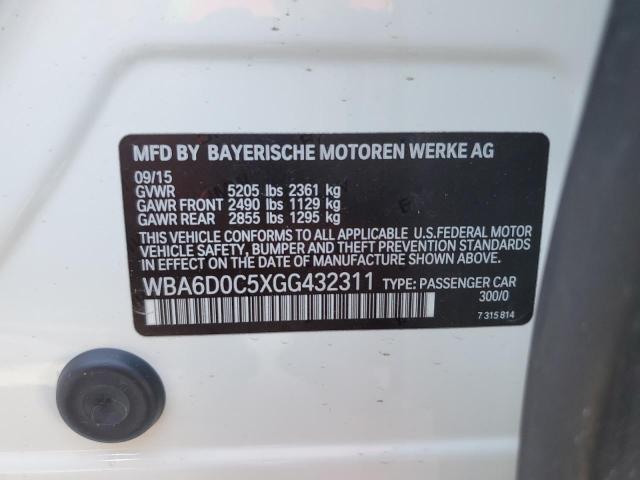 MFD BY BAYERISCHE MOTOREN WERKE AG
09/15
GVWR 5205 lbs 2361 kg
GAWR FRONT 2490 lbs 1129 kg
GAWR REAR 2855 lbs 1295 kg
THIS VEHICLE CONFORMS TO ALL APPLICABLE U.S.FEDERAL MOTOR
VEHICLE SAFETY, BUMPER AND THEFT PREVENTION STANDARDS IN
EFFECT ON THE DATE OF MANUFACTURE SHOWN ABOVE.
WBA6D0C5XGG432311 TYPE: PASSENGER CAR
300/0
7 315 814